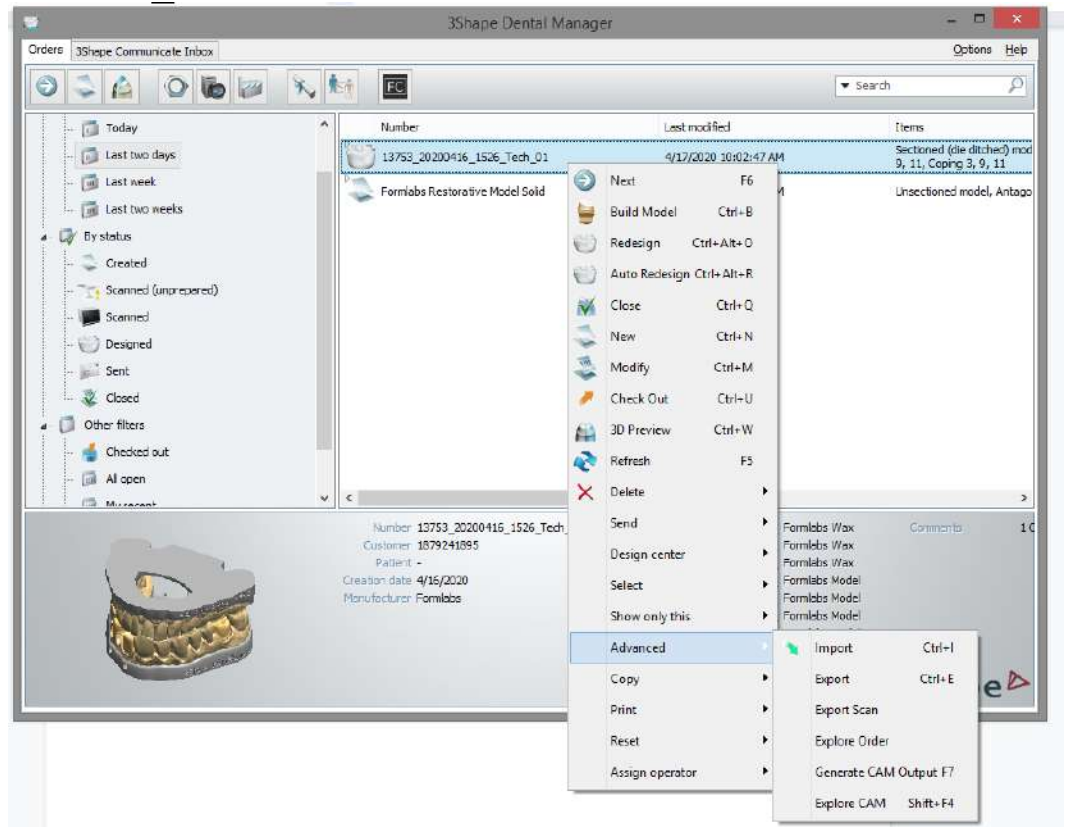 3Shape Dental Manager
Orders 3Shape Communicate Inbox Options Help
FC Search
Today
Last two days
Last week
Last two weeks
By status
Created
Scanned (unprepared)
Scanned
Designed
Sent
Closed
Other filters
Checked out
All open
My recent
Number Last modified Items
13753_20200416_1526_Tech_01 4/17/2020 10:02:47 AM Sectioned (die ditched) mod
9, 11, Coping 3, 9, 11
Formlabs Restorative Model Solid M Unsectioned model, Antago
Next F6
Build Model Ctrl+B
Redesign Ctrl+Alt+O
Auto Redesign Ctrl+Alt+R
Close Ctrl+Q
New Ctrl+N
Modify Ctrl+M
Check Out Ctrl+U
3D Preview Ctrl+W
Refresh F5
Delete
Send
Design center
Select
Show only this
Advanced
Copy
Print
Reset
Assign operator
Import Ctrl+I
Export Ctrl+E
Export Scan
Explore Order
Generate CAM Output F7
Explore CAM Shift+F4
Number 13753_20200416_1526_Tech_
Customer 1879241895
Patient -
Creation date 4/16/2020
Manufacturer Formlabs
Formlabs Wax
Formlabs Wax
Formlabs Wax
Formlabs Model
Formlabs Model
Formlabs Model
Comments 1 C
e